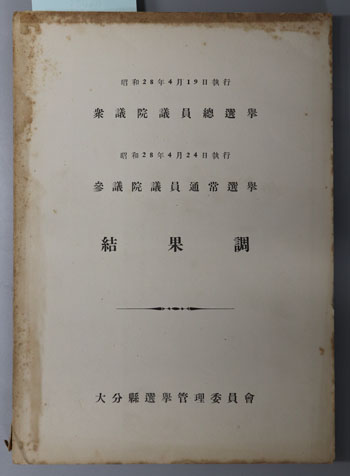 昭和28年4月19日執行
衆議院議員總選擧
昭和28年4月24日執行
參議院議員通常選擧
結果調
大分縣選擧管理委員會